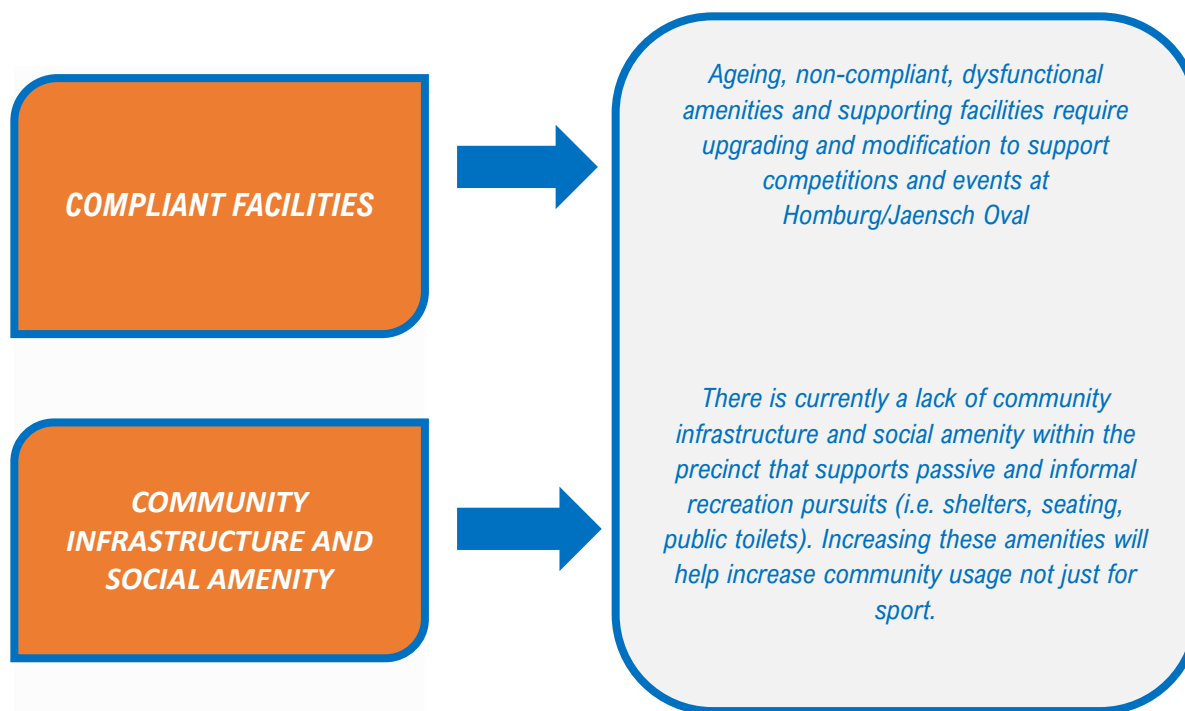 COMPLIANT FACILITIES
Ageing, non-compliant, dysfunctional
amenities and supporting facilities require
upgrading and modification to support
competitions and events at
Homburg/Jaensch Oval
COMMUNITY
INFRASTRUCTURE AND
SOCIAL AMENITY
There is currently a lack of community
infrastructure and social amenity within the
precinct that supports passive and informal
recreation pursuits (i.e. shelters, seating,
public toilets). Increasing these amenities will
help increase community usage not just for
sport.